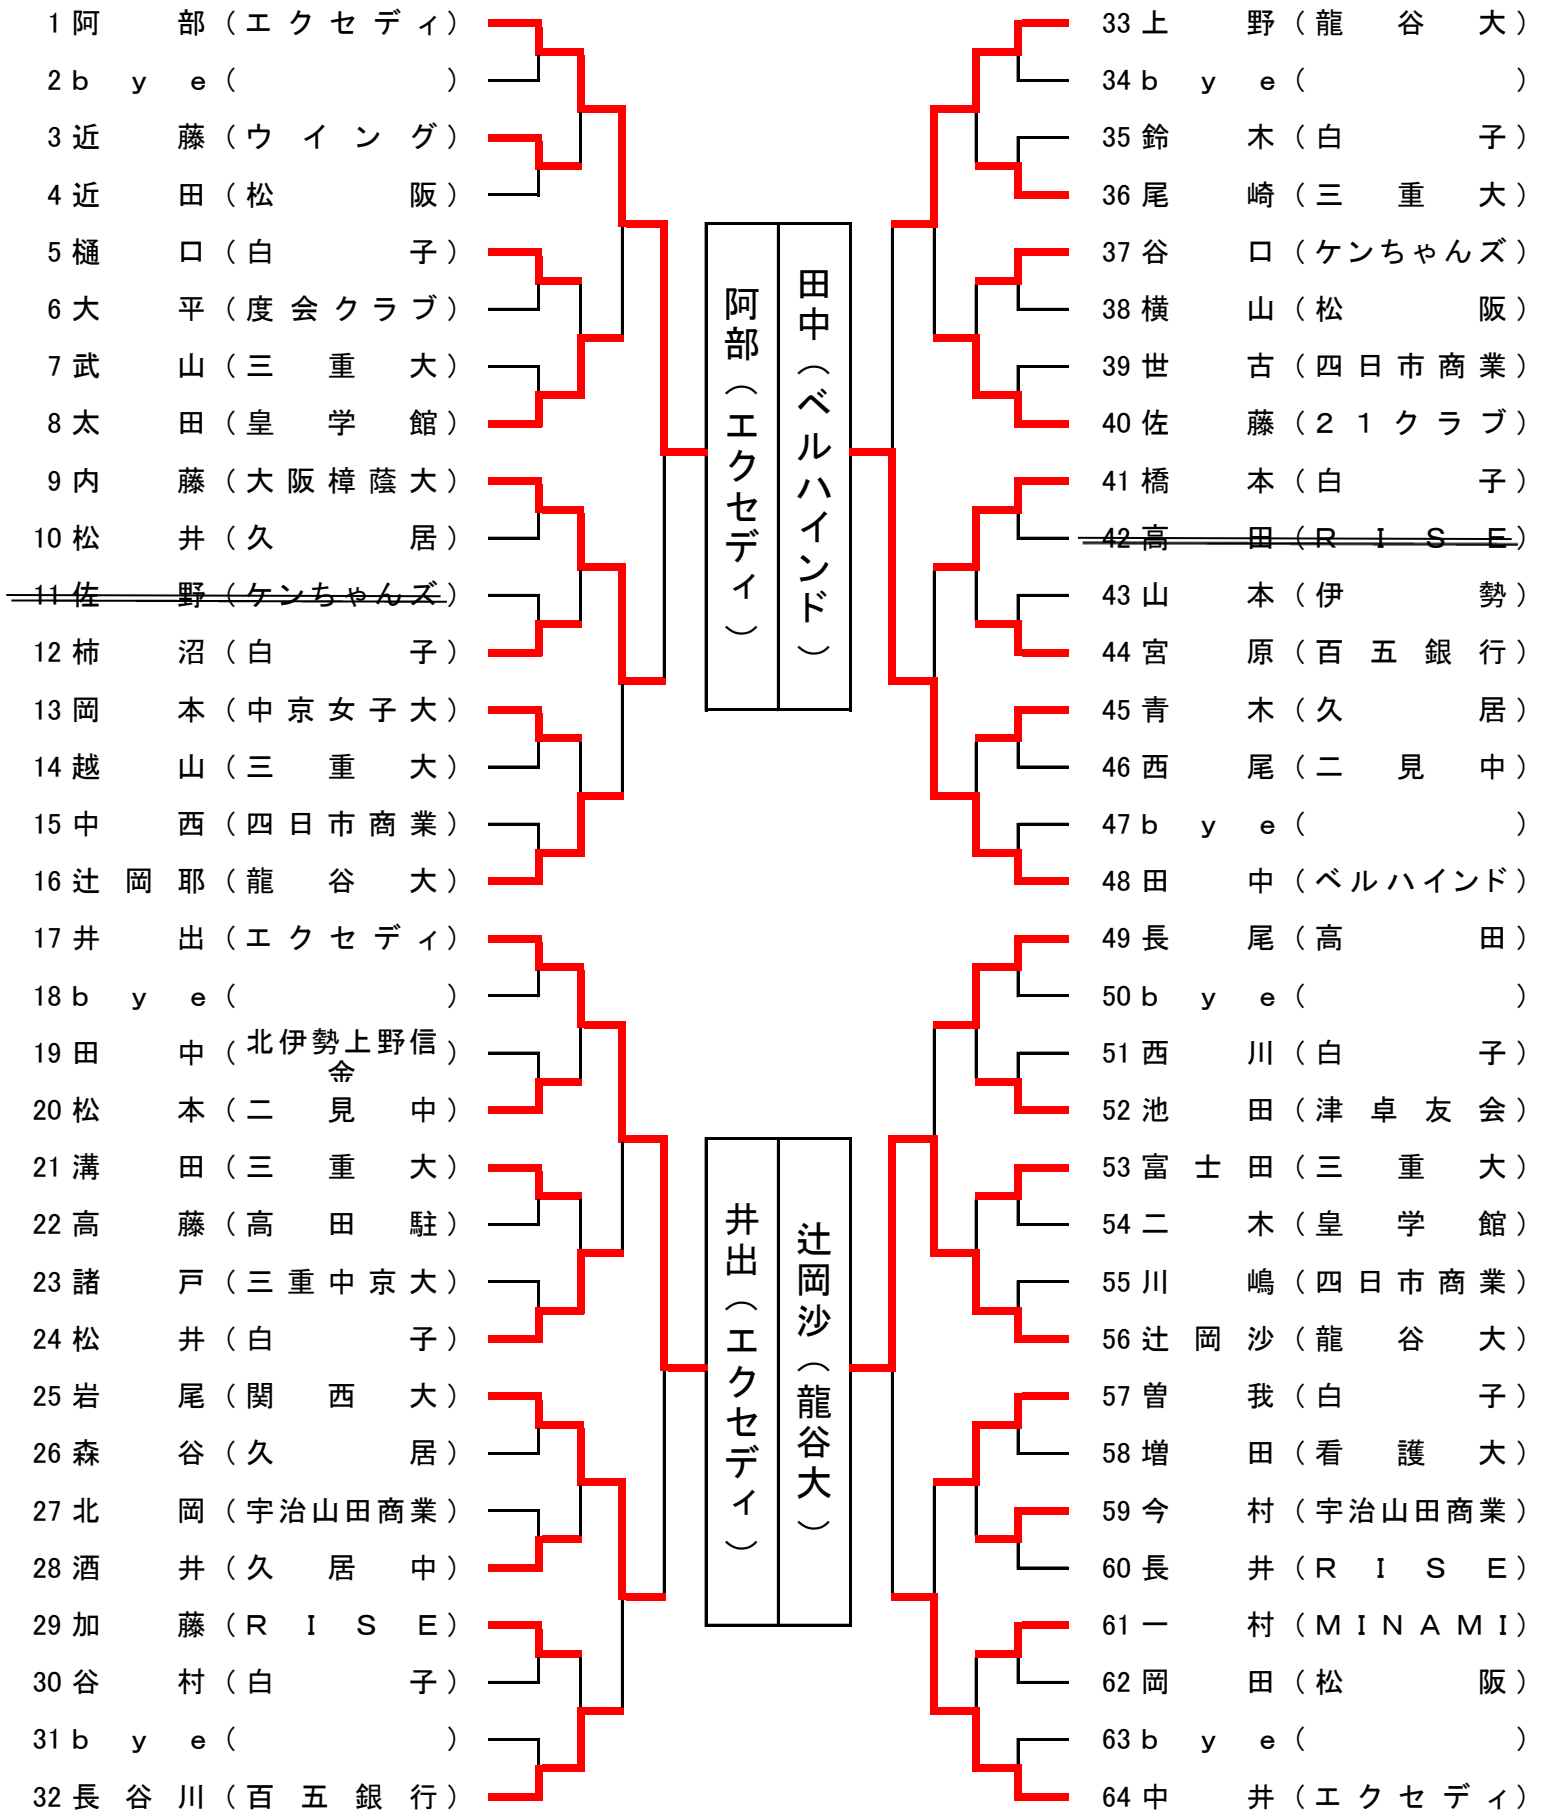 1 阿部（エクセディ）
2 bye（　）
3 近藤（ウイング）
4 近田（松阪）
5 樋口（白子）
6 大平（度会クラブ）
7 武山（三重大）
8 太田（皇学館）
9 内藤（大阪樟蔭大）
10 松井（久居）
11 佐野（ケンちゃんズ）
12 柿沼（白子）
13 岡本（中京女子大）
14 越山（三重大）
15 中西（四日市商業）
16 辻岡耶（龍谷大）
17 井出（エクセディ）
18 bye（　）
19 田中（北伊勢上野信金）
20 松本（二見中）
21 溝田（三重大）
22 高藤（高田駐）
23 諸戸（三重中京大）
24 松井（白子）
25 岩尾（関西大）
26 森谷（久居）
27 北岡（宇治山田商業）
28 酒井（久居中）
29 加藤（RISE）
30 谷村（白子）
31 bye（　）
32 長谷川（百五銀行）
阿部（エクセディ）
田中（ベルハインド）
井出（エクセディ）
辻岡沙（龍谷大）
33 上野（龍谷大）
34 bye（　）
35 鈴木（白子）
36 尾崎（三重大）
37 谷口（ケンちゃんズ）
38 横山（松阪）
39 世古（四日市商業）
40 佐藤（２１クラブ）
41 橋本（白子）
42 高田（RISE）
43 山本（伊勢）
44 宮原（百五銀行）
45 青木（久居）
46 西尾（二見中）
47 bye（　）
48 田中（ベルハインド）
49 長尾（高田）
50 bye（　）
51 西川（白子）
52 池田（津卓友会）
53 富士田（三重大）
54 二木（皇学館）
55 川嶋（四日市商業）
56 辻岡沙（龍谷大）
57 曽我（白子）
58 増田（看護大）
59 今村（宇治山田商業）
60 長井（RISE）
61 一村（MINAMI）
62 岡田（松阪）
63 bye（　）
64 中井（エクセディ）